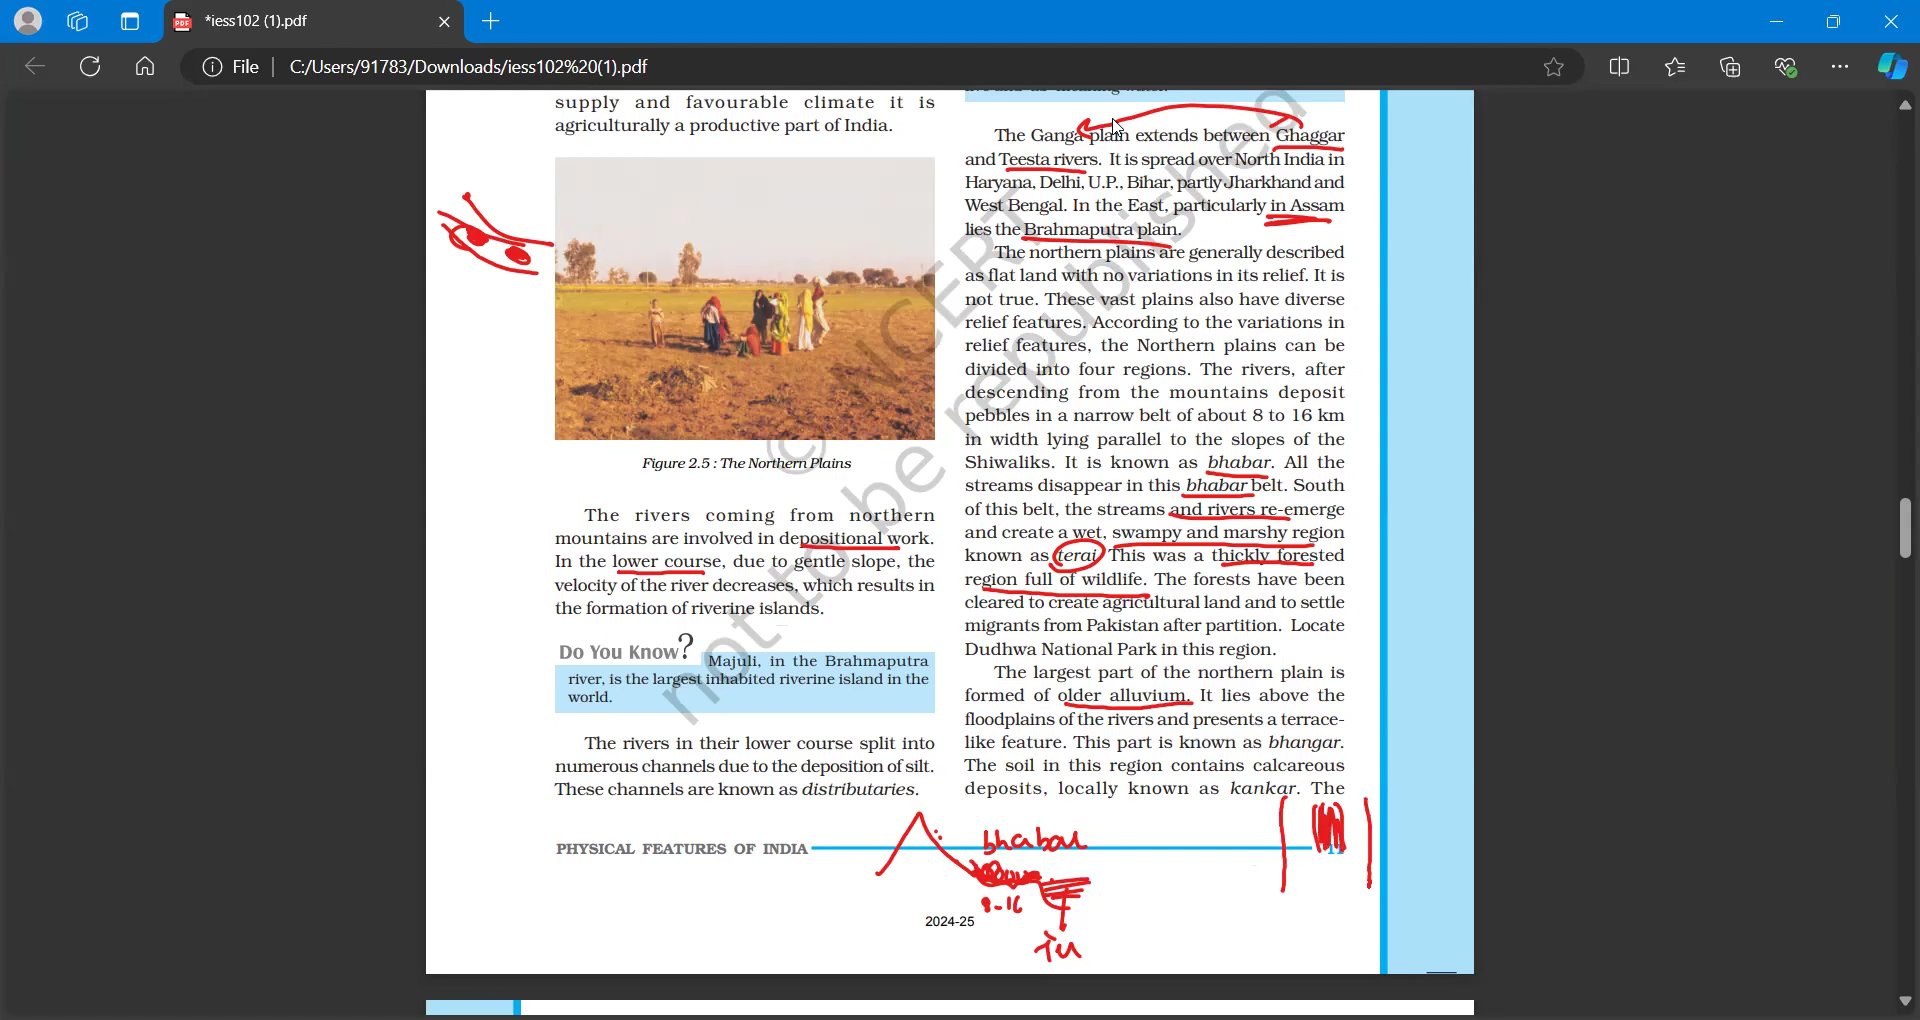 *iess102 (1).pdf
File
C:/Users/91783/Downloads/iess102%20(1).pdf
supply and favourable climate it is
agriculturally a productive part of India.
Figure 2.5 : The Northern Plains
The rivers coming from northern
mountains are involved in depositional work.
In the lower course, due to gentle slope, the
velocity of the river decreases, which results in
the formation of riverine islands.
Do You Know?
Majuli, in the Brahmaputra
river, is the largest inhabited riverine island in the
world.
The rivers in their lower course split into
numerous channels due to the deposition of silt.
These channels are known as distributaries.
The Ganga plain extends between Ghaggar
and Teesta rivers. It is spread over North India in
Haryana, Delhi, U.P., Bihar, partly Jharkhand and
West Bengal. In the East, particularly in Assam
lies the Brahmaputra plain.
The northern plains are generally described
as flat land with no variations in its relief. It is
not true. These vast plains also have diverse
relief features. According to the variations in
relief features, the Northern plains can be
divided into four regions. The rivers, after
descending from the mountains deposit
pebbles in a narrow belt of about 8 to 16 km
in width lying parallel to the slopes of the
Shiwaliks. It is known as bhabar. All the
streams disappear in this bhabar belt. South
of this belt, the streams and rivers re-emerge
and create a wet, swampy and marshy region
known as terai. This was a thickly forested
region full of wildlife. The forests have been
cleared to create agricultural land and to settle
migrants from Pakistan after partition. Locate
Dudhwa National Park in this region.
The largest part of the northern plain is
formed of older alluvium. It lies above the
floodplains of the rivers and presents a terrace-
like feature. This part is known as bhangar.
The soil in this region contains calcareous
deposits, locally known as kankar. The
© NCERT
not to be republished
PHYSICAL FEATURES OF INDIA
bhabar
8-16
2024-25